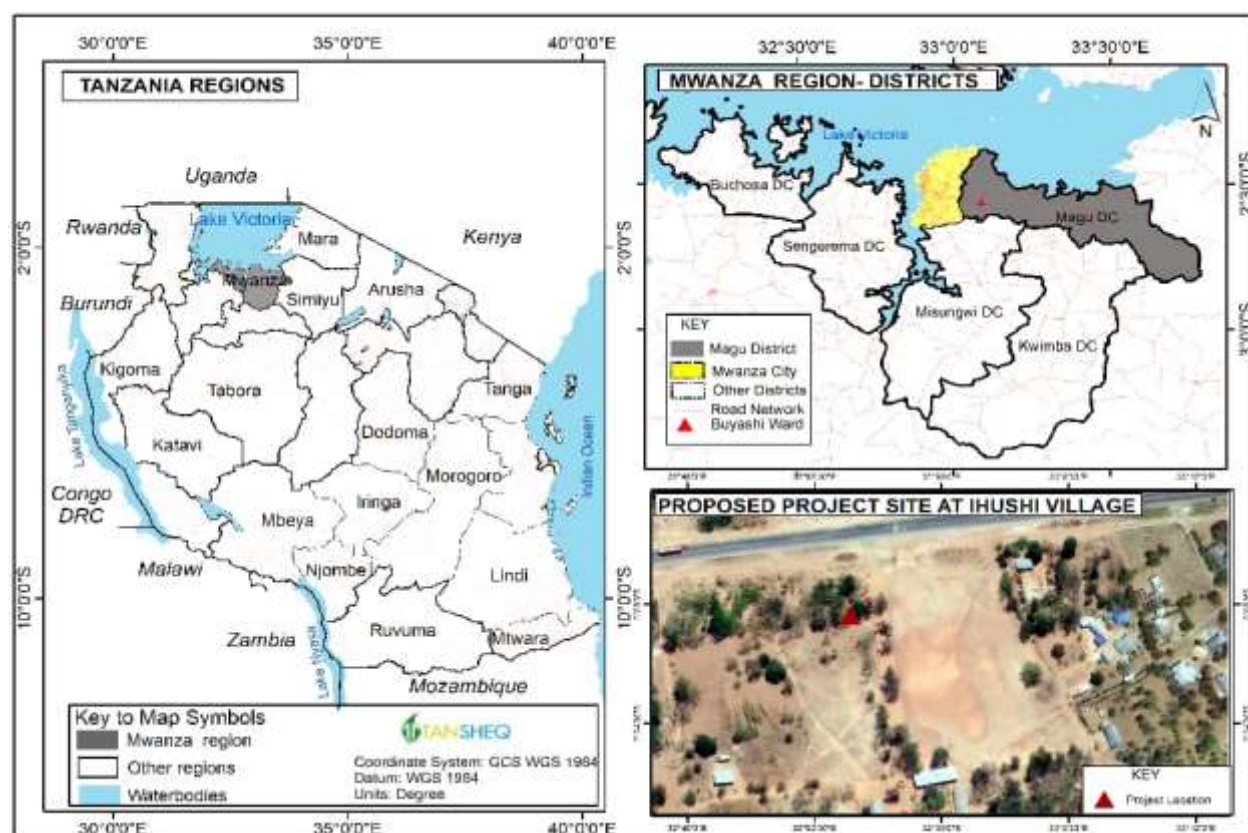 30°0'0"E
35°0'0"E
40°0'0"E
TANZANIA REGIONS
Uganda
Lake Victoria
Rwanda
Mara
Kenya
2°0'0"S
2°0'0"S
Mwanza
Burundi
Simiyu
Arusha
Kigoma
Tabora
Tanga
Lake Tanganyika
Dodoma
Katavi
Morogoro
Indian Ocean
Congo
DRC
Iringa
Mbeya
Malawi
Njombe
Lindi
10°0'0"S
10°0'0"S
Zambia
Ruvuma
Mtwara
Lake Nyasa
Mozambique
Key to Map Symbols
Mwanza region
Other regions
Waterbodies
TANSHEQ
Coordinate System: GCS WGS 1984
Datum: WGS 1984
Units: Degree
30°0'0"E
35°0'0"E
40°0'0"E
32°30'0"E
33°0'0"E
33°30'0"E
MWANZA REGION- DISTRICTS
N
Lake Victoria
Buchosa DC
2°30'0"S
Magu DC
Sengerema DC
Misungwi DC
Kwimba DC
KEY
Magu District
Mwanza City
Other Districts
Road Network
Buyashi Ward
PROPOSED PROJECT SITE AT IHUSHI VILLAGE
KEY
Project Location